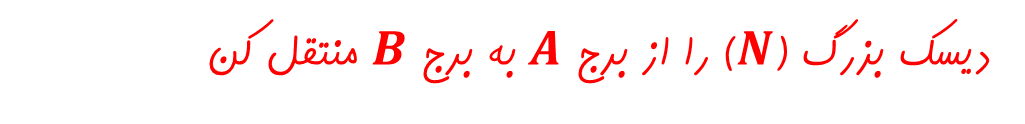 دیسک بزرگ (N) را از برج A به برج B منتقل کن